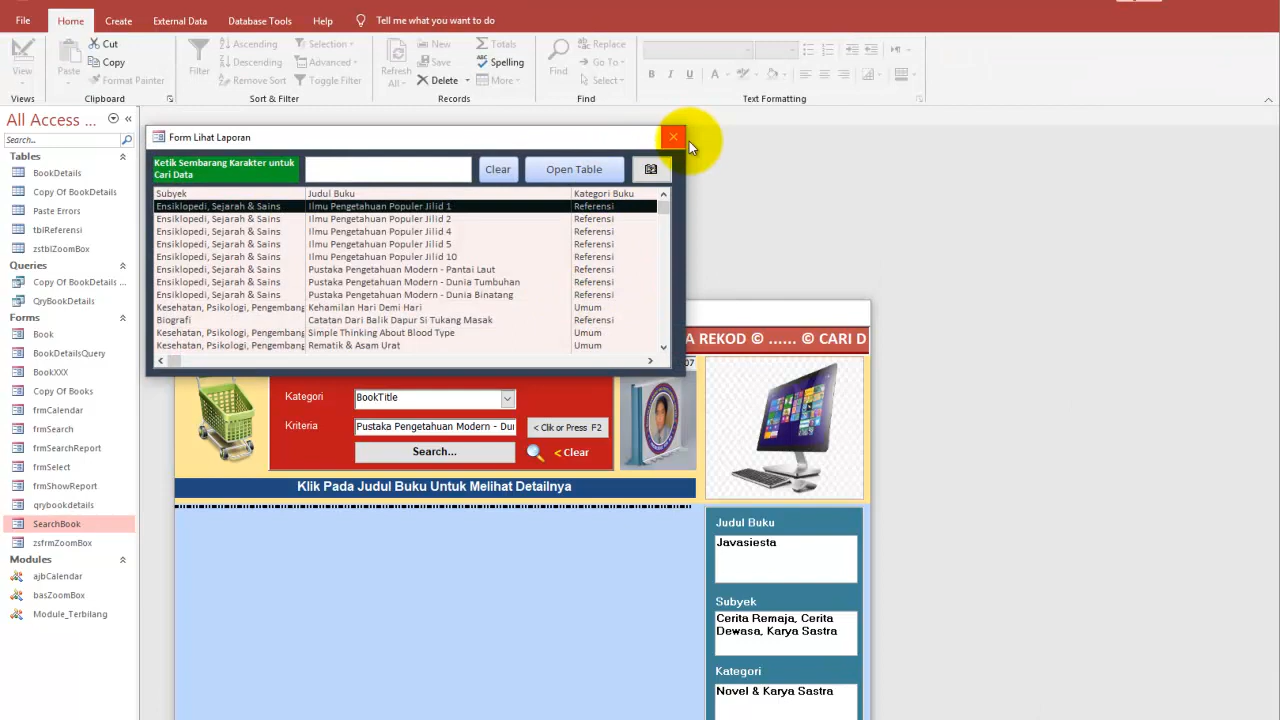 File Home Create External Data Database Tools Help Tell me what you want to do
View
Views
Paste
Cut
Copy
Format Painter
Clipboard
Filter
Ascending
Descending
Remove Sort
Selection
Advanced
Toggle Filter
Sort & Filter
Refresh
All
New
Save
Delete
Totals
Spelling
More
Records
Find
Replace
Go To
Select
Find
B I U A
Text Formatting
All Access ...
Search...
Tables
BookDetails
Copy Of BookDetails
Paste Errors
tblReferensi
zstblZoomBox
Queries
Copy Of BookDetails ...
QryBookDetails
Forms
Book
BookDetailsQuery
BookXXX
Copy Of Books
frmCalendar
frmSearch
frmSearchReport
frmSelect
frmShowReport
qrybookdetails
SearchBook
zsfrmZoomBox
Modules
ajbCalendar
basZoomBox
Module_Terbilang
Form Lihat Laporan
Ketik Sembarang Karakter untuk
Cari Data
Clear
Open Table
Subyek Judul Buku Kategori Buku
Ensiklopedi, Sejarah & Sains Ilmu Pengetahuan Populer Jilid 1 Referensi
Ensiklopedi, Sejarah & Sains Ilmu Pengetahuan Populer Jilid 2 Referensi
Ensiklopedi, Sejarah & Sains Ilmu Pengetahuan Populer Jilid 4 Referensi
Ensiklopedi, Sejarah & Sains Ilmu Pengetahuan Populer Jilid 5 Referensi
Ensiklopedi, Sejarah & Sains Ilmu Pengetahuan Populer Jilid 10 Referensi
Ensiklopedi, Sejarah & Sains Pustaka Pengetahuan Modern - Pantai Laut Referensi
Ensiklopedi, Sejarah & Sains Pustaka Pengetahuan Modern - Dunia Tumbuhan Referensi
Ensiklopedi, Sejarah & Sains Pustaka Pengetahuan Modern - Dunia Binatang Referensi
Kesehatan, Psikologi, Pengembang Kehamilan Hari Demi Hari Umum
Biografi Catatan Dari Balik Dapur Si Tukang Masak Referensi
Kesehatan, Psikologi, Pengembang Simple Thinking About Blood Type Umum
Kesehatan, Psikologi, Pengembang Rematik & Asam Urat Umum
A REKOD © ...... © CARI D
07
Kategori BookTitle
Kriteria Pustaka Pengetahuan Modern - Du < Clik or Press F2
Search... < Clear
Klik Pada Judul Buku Untuk Melihat Detailnya
Judul Buku
Javasiesta
Subyek
Cerita Remaja, Cerita
Dewasa, Karya Sastra
Kategori
Novel & Karya Sastra